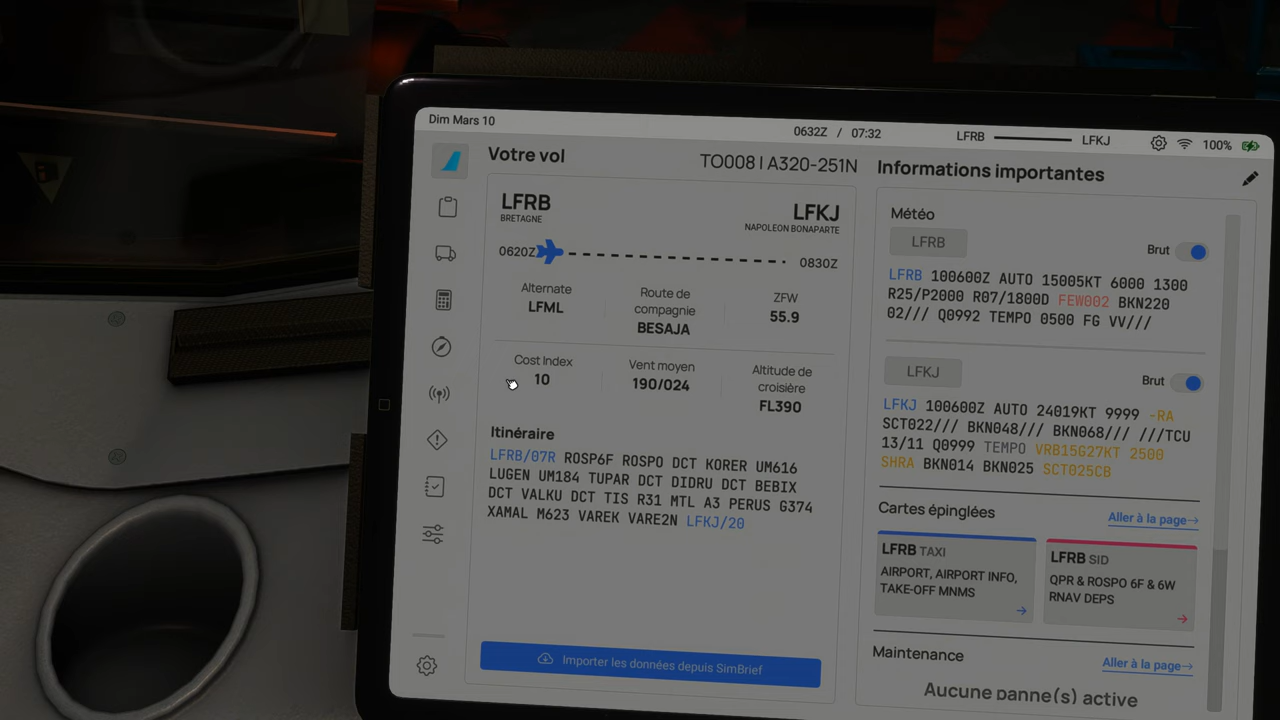 Dim Mars 10
0632Z / 07:32
LFRB LFKJ
100%
Votre vol
TO008 | A320-251N
LFRB
BRETAGNE
LFKJ
NAPOLEON BONAPARTE
0620Z
0830Z
Alternate
LFML
Route de
compagnie
BESAJA
ZFW
55.9
Cost Index
10
Vent moyen
190/024
Altitude de
croisière
FL390
Itinéraire
LFRB/07R ROSP6F ROSPO DCT KORER UM616
LUGEN UM184 TUPAR DCT DIDRU DCT BEBIX
DCT VALKU DCT TIS R31 MTL A3 PERUS G374
XAMAL M623 VAREK VARE2N LFKJ/20
Importer les données depuis SimBrief
Informations importantes
Météo
LFRB
Brut
LFRB 100600Z AUTO 15005KT 6000 1300
R25/P2000 R07/1800D FEW002 BKN220
02/// Q0992 TEMPO 0500 FG VV///
LFKJ
Brut
LFKJ 100600Z AUTO 24019KT 9999 -RA
SCT022/// BKN048/// BKN068/// ///TCU
13/11 Q0999 TEMPO VRB15G27KT 2500
SHRA BKN014 BKN025 SCT025CB
Cartes épinglées
Aller à la page→
LFRB TAXI
AIRPORT, AIRPORT INFO,
TAKE-OFF MNMS
→
LFRB SID
QPR & ROSPO 6F & 6W
RNAV DEPS
→
Maintenance
Aller à la page→
Aucune panne(s) active